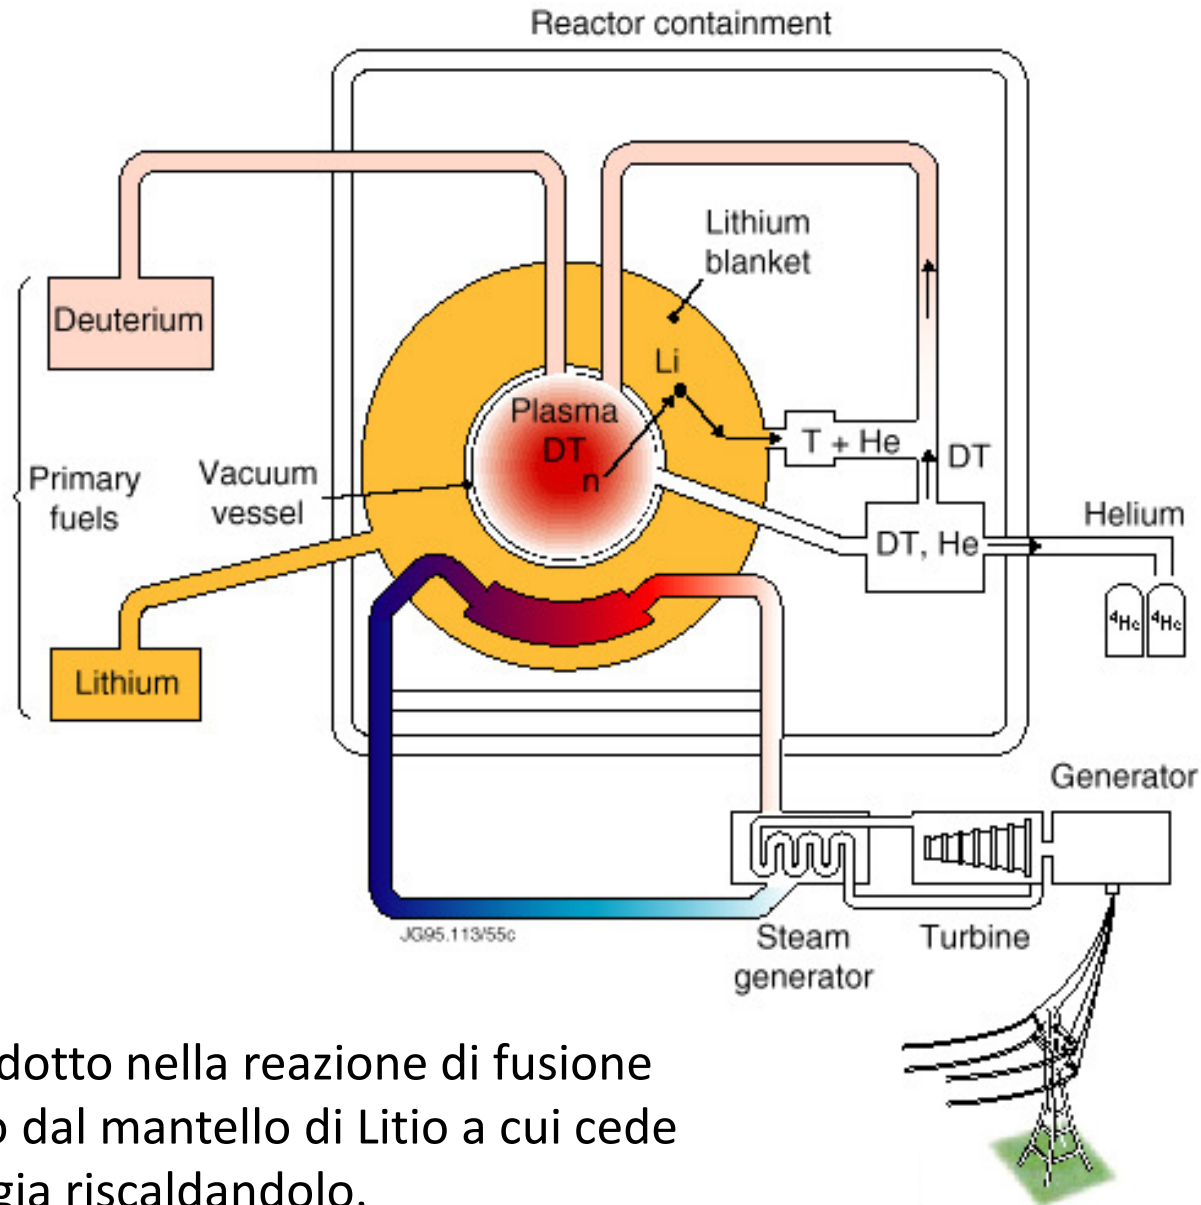 Reactor containment
Lithium
blanket
Deuterium
Li
Plasma
DT
n
T + He
DT
Primary
fuels
Vacuum
vessel
DT, He
Helium
⁴He
⁴He
Lithium
Generator
JG95.113/55c
Steam
generator
Turbine
dotto nella reazione di fusione
dal mantello di Litio a cui cede
gia riscaldandolo.